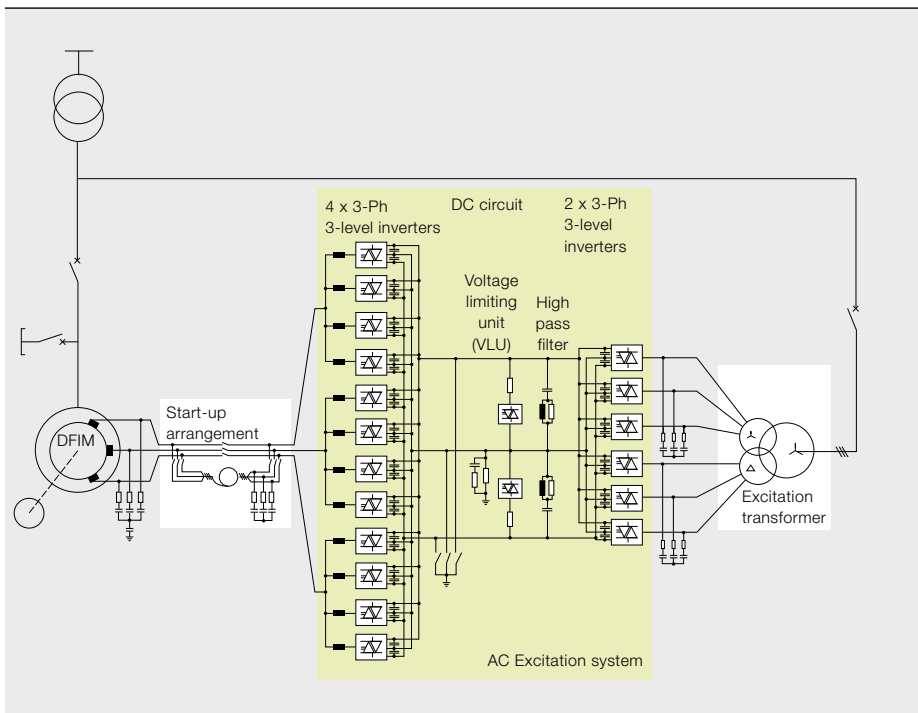 4 x 3-Ph
3-level inverters
DC circuit
2 x 3-Ph
3-level
inverters
Voltage
limiting
unit
(VLU)
High
pass
filter
Start-up
arrangement
DFIM
Excitation
transformer
AC Excitation system